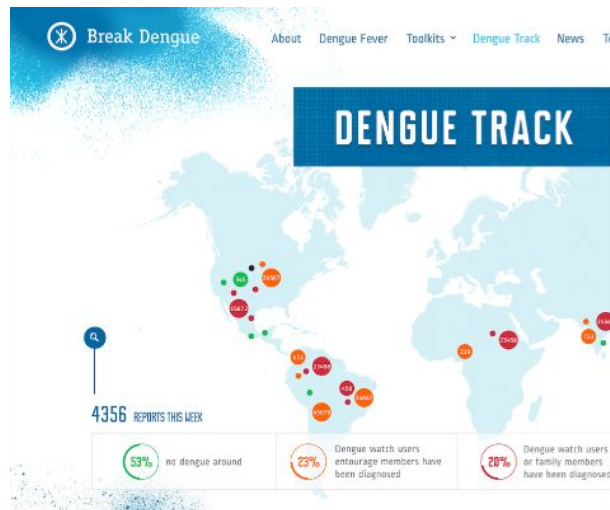 Break Dengue
About Dengue Fever Toolkits Dengue Track News
DENGUE TRACK
4356 REPORTS THIS WEEK
53% no dengue around
23% Dengue watch users
entourage members have
been diagnosed
20% Dengue watch users
or family members
have been diagnosed